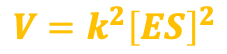 V = k²[ES]²